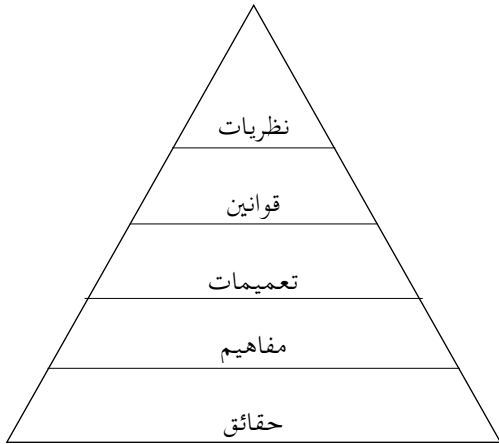 نظريات
قوانين
تعميمات
مفاهيم
حقائق